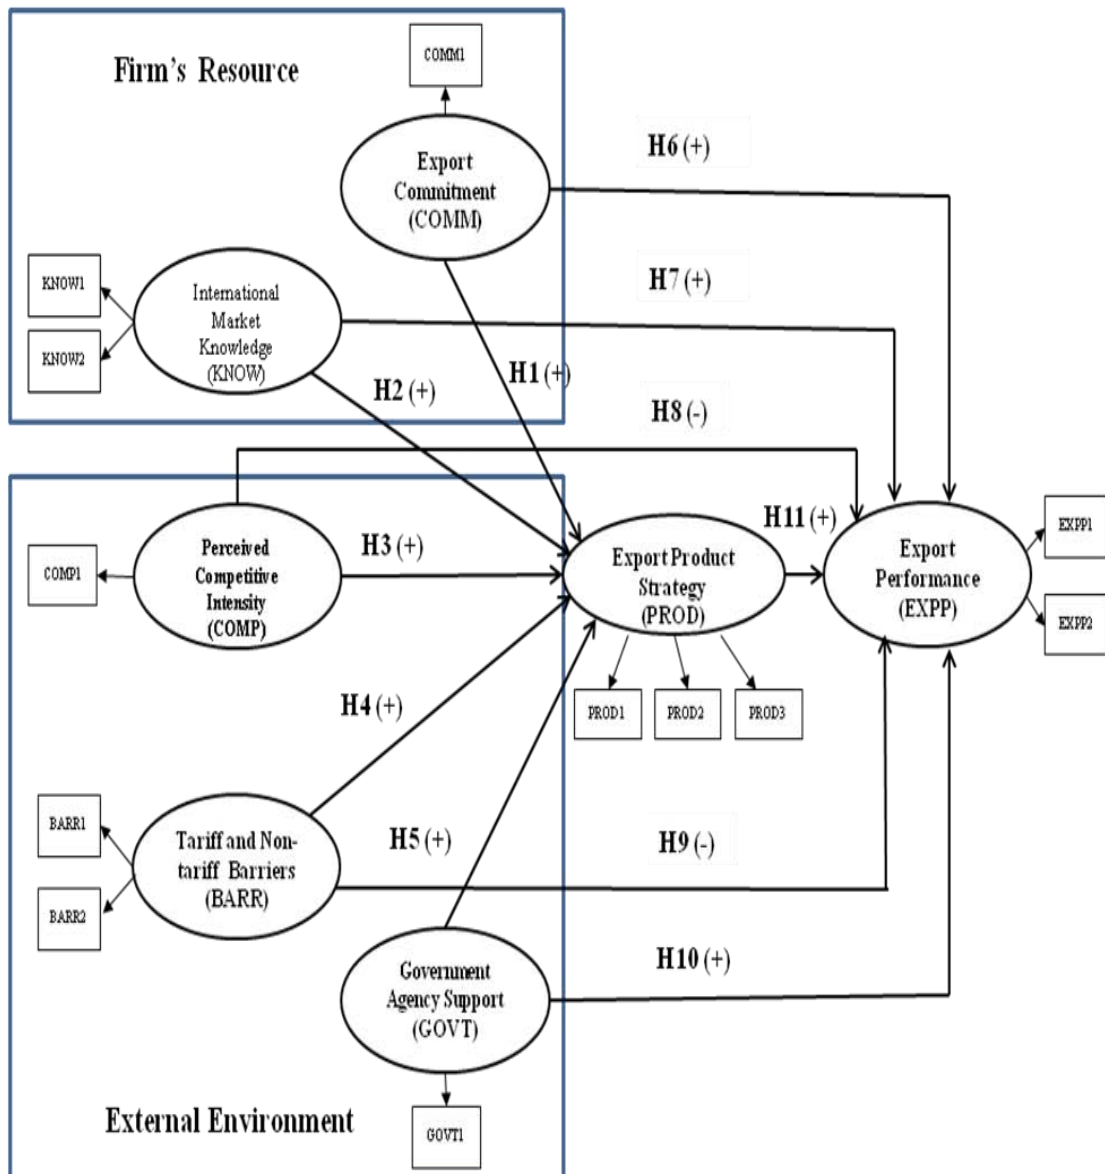 COMM1
Firm's Resource
Export
Commitment
(COMM)
H6 (+)
KNOW1
KNOW2
International
Market
Knowledge
(KNOW)
H7 (+)
H2 (+)
H1 (+)
H8 (-)
COMP1
Perceived
Competitive
Intensity
(COMP)
H3 (+)
Export Product
Strategy
(PROD)
H11 (+)
Export
Performance
(EXPP)
EXPP1
EXPP2
PROD1
PROD2
PROD3
H4 (+)
BARR1
BARR2
Tariff and Non-
tariff Barriers
(BARR)
H5 (+)
H9 (-)
Government
Agency Support
(GOVT)
H10 (+)
External Environment
GOVT1